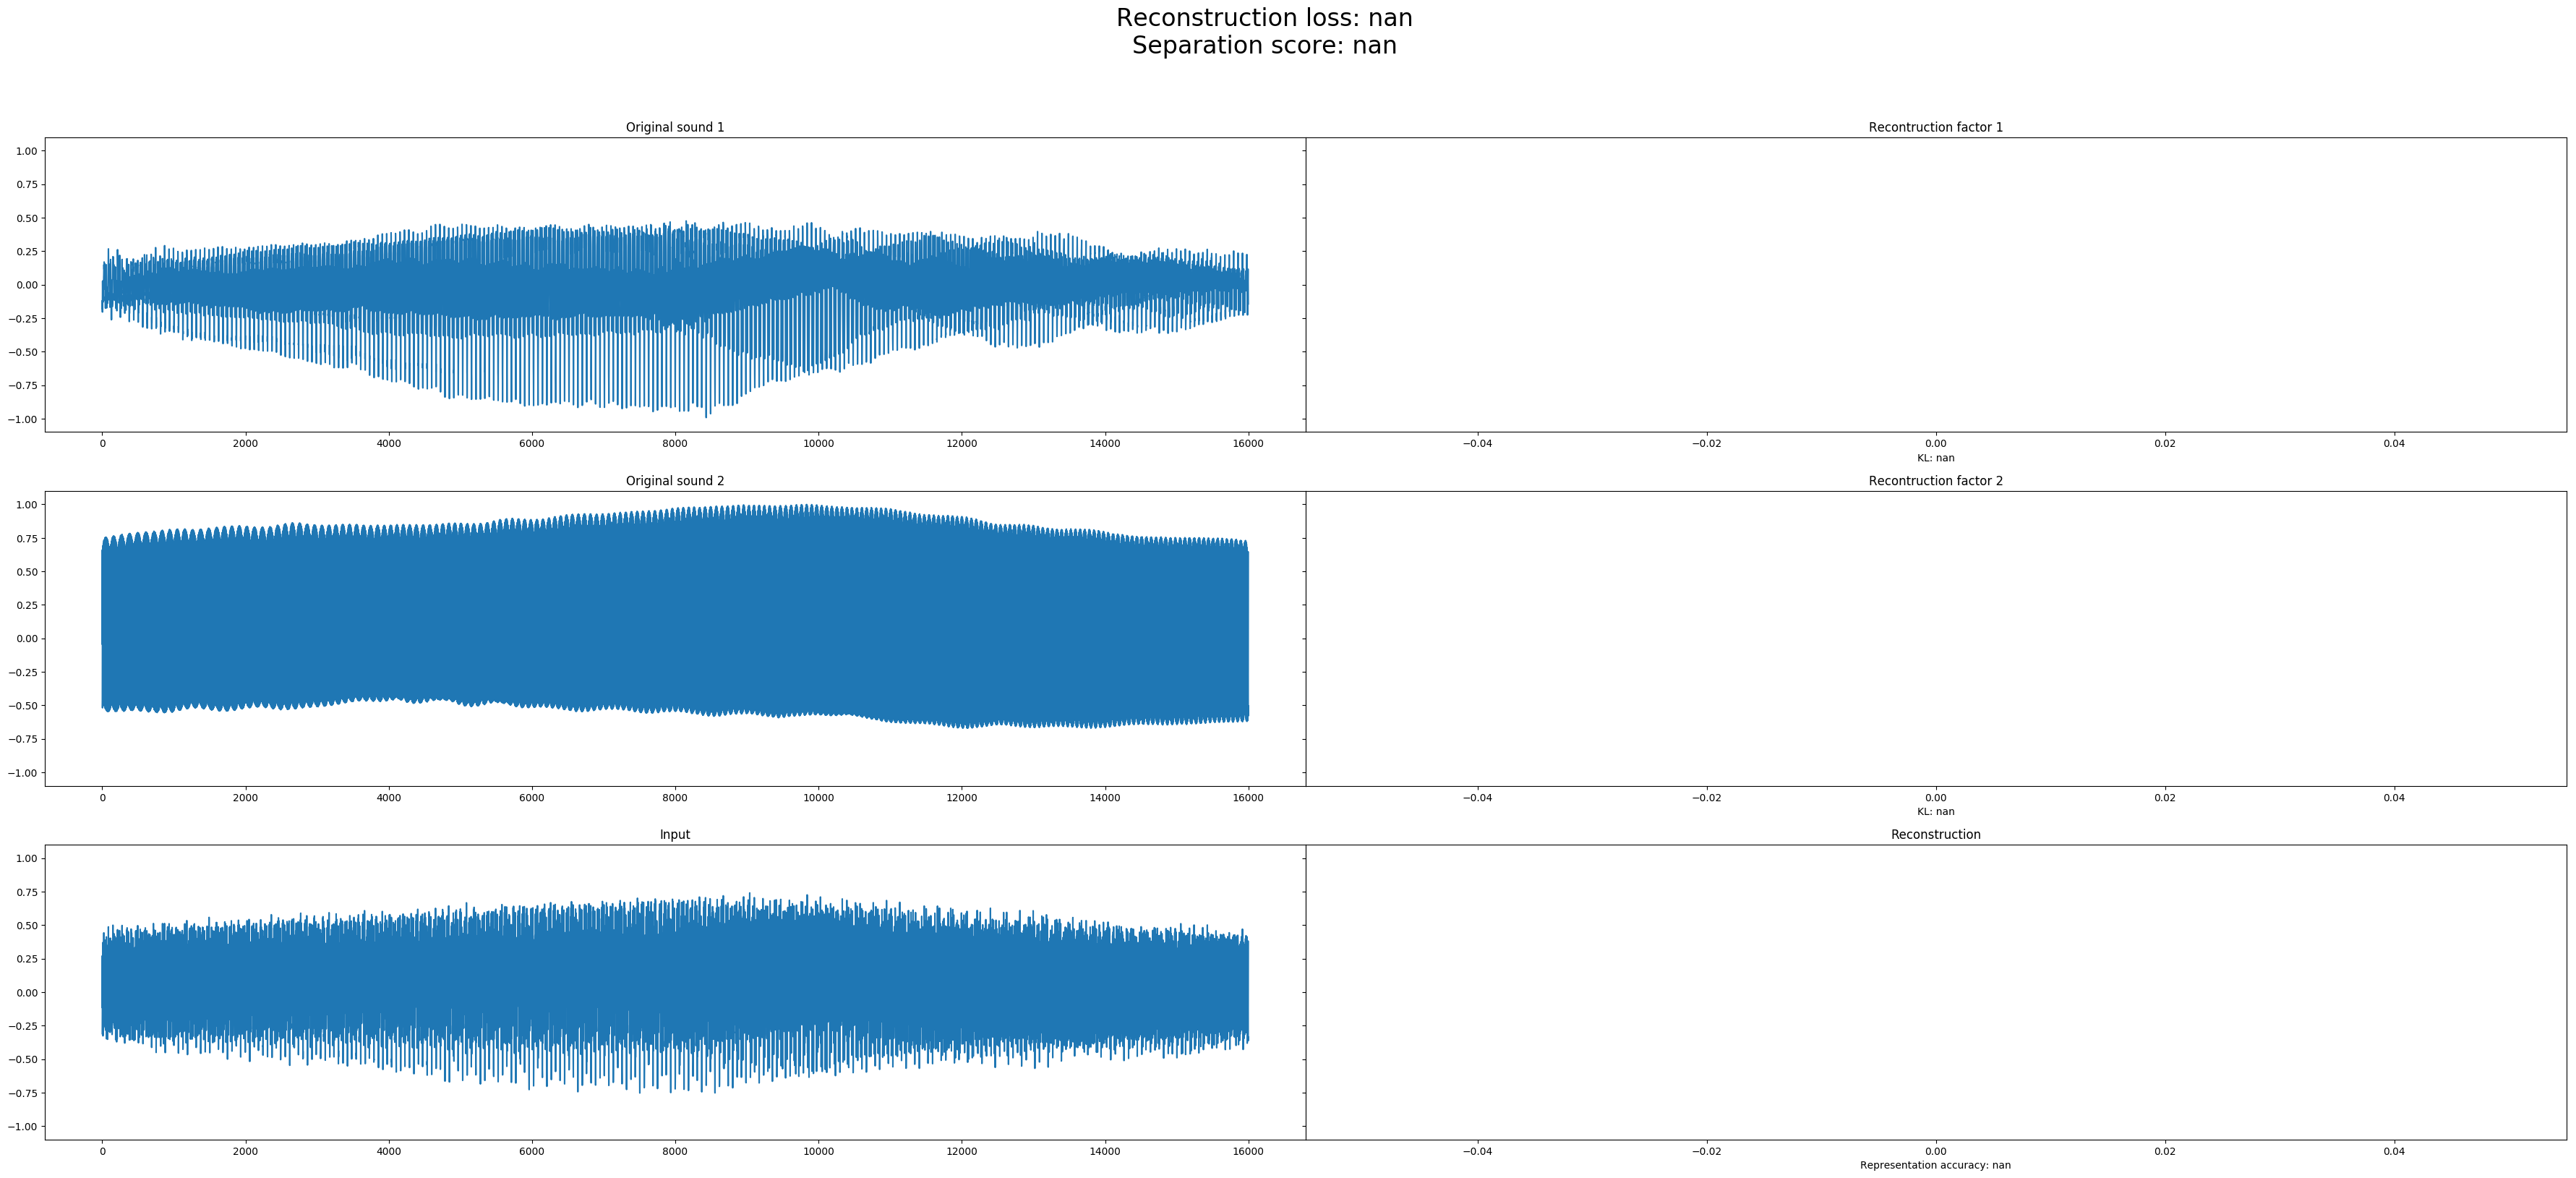 Reconstruction loss: nan
Separation score: nan
Original sound 1
Recontruction factor 1
1.00
0.75
0.50
0.25
0.00
−0.25
−0.50
−0.75
−1.00
0 2000 4000 6000 8000 10000 12000 14000 16000
−0.04 −0.02 0.00 0.02 0.04
KL: nan
Original sound 2
Recontruction factor 2
1.00
0.75
0.50
0.25
0.00
−0.25
−0.50
−0.75
−1.00
0 2000 4000 6000 8000 10000 12000 14000 16000
−0.04 −0.02 0.00 0.02 0.04
KL: nan
Input
Reconstruction
1.00
0.75
0.50
0.25
0.00
−0.25
−0.50
−0.75
−1.00
0 2000 4000 6000 8000 10000 12000 14000 16000
−0.04 −0.02 0.00 0.02 0.04
Representation accuracy: nan